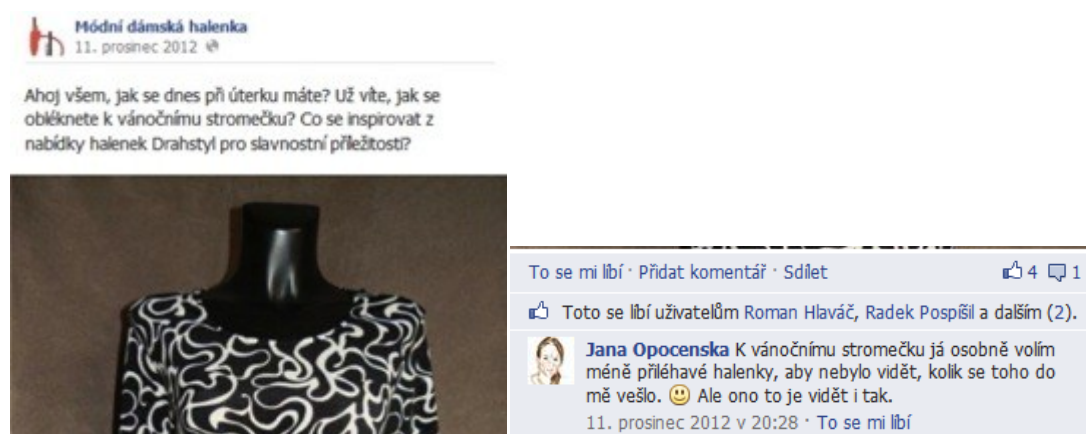 Módní dámská halenka
11. prosinec 2012
Ahoj všem, jak se dnes při úterku máte? Už víte, jak se
obléknete k vánočnímu stromečku? Co se inspirovat z
nabídky halenek Drahstyl pro slavnostní příležitosti?
To se mi líbí · Přidat komentář · Sdílet 4 1
Toto se líbí uživatelům Roman Hlaváč, Radek Pospíšil a dalším (2).
Jana Opocenska K vánočnímu stromečku já osobně volím
méně přiléhavé halenky, aby nebylo vidět, kolik se toho do
mě vešlo. 🙂 Ale ono to je vidět i tak.
11. prosinec 2012 v 20:28 · To se mi líbí